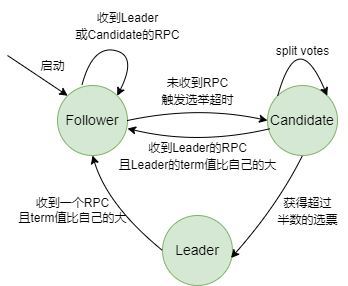 收到Leader
或Candidate的RPC
split votes
启动
未收到RPC
触发选举超时
Follower
Candidate
收到Leader的RPC
且Leader的term值比自己的大
收到一个RPC
且term值比自己的大
获得超过
半数的选票
Leader